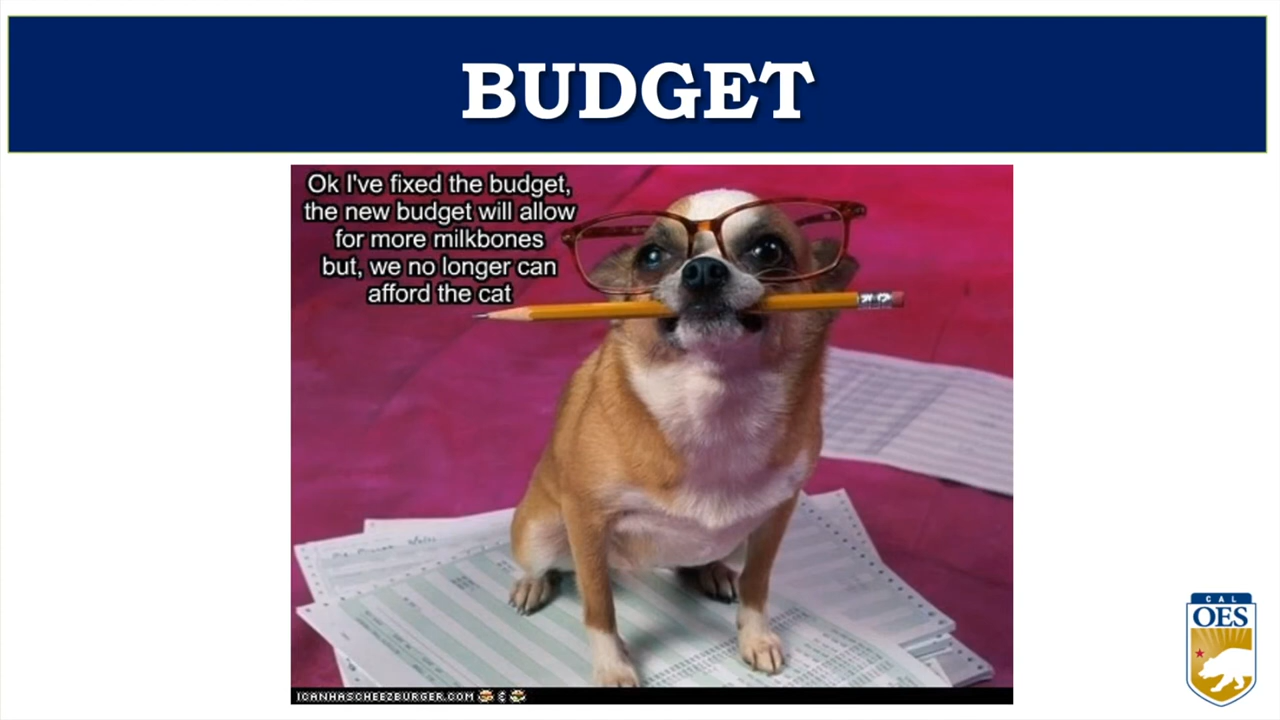 BUDGET
Ok I've fixed the budget,
the new budget will allow
for more milkbones
but, we no longer can
afford the cat
ICANHASCHEEZBURGER.COM
CAL
OES